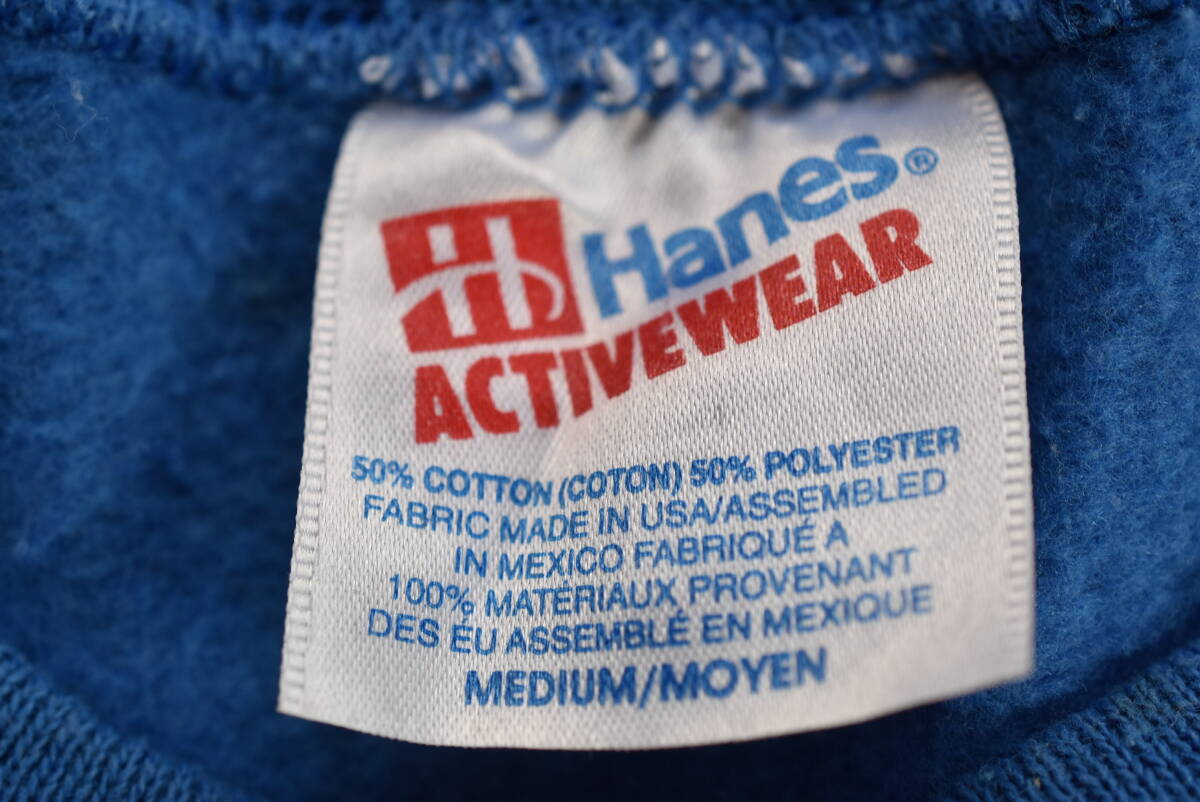 Hanes®
ACTIVEWEAR
50% COTTON (COTON) 50% POLYESTER
FABRIC MADE IN USA/ASSEMBLED
IN MEXICO FABRIQUÉ À
100% MATERIAUX PROVENANT
DES ÉU ASSEMBLÉ EN MEXIQUE
MEDIUM/MOYEN